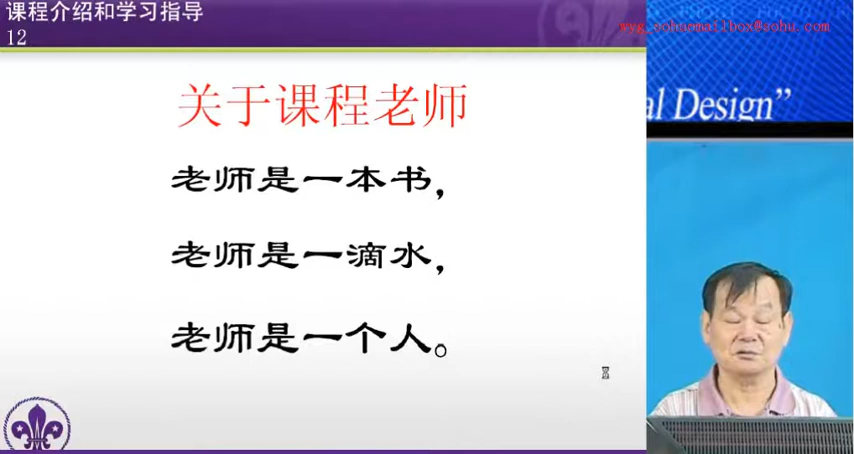 课程介绍和学习指导
12
关于课程老师
老师是一本书，
老师是一滴水，
老师是一个人。
al Design”